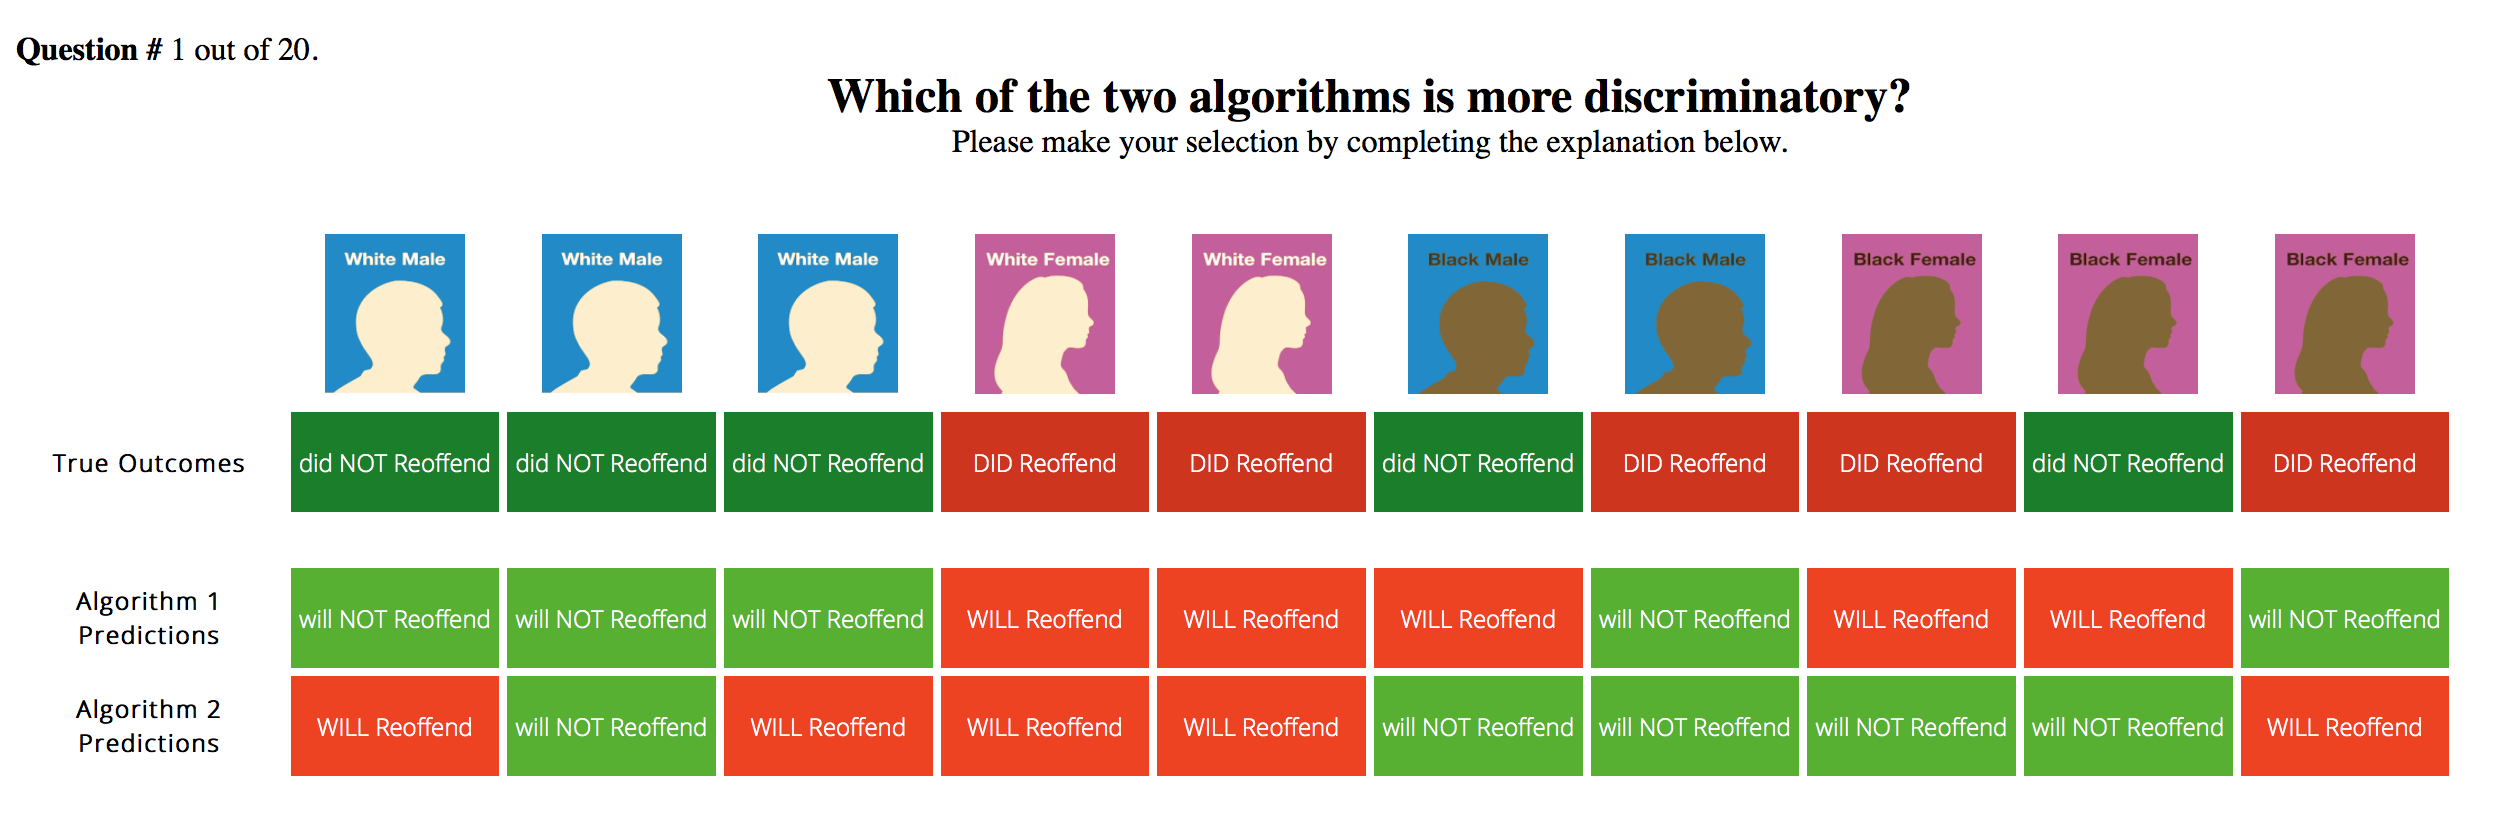 Question # 1 out of 20.
Which of the two algorithms is more discriminatory?
Please make your selection by completing the explanation below.
White Male White Male White Male White Female White Female Black Male Black Male Black Female Black Female Black Female
True Outcomes did NOT Reoffend did NOT Reoffend did NOT Reoffend DID Reoffend DID Reoffend did NOT Reoffend DID Reoffend DID Reoffend did NOT Reoffend DID Reoffend
Algorithm 1
Predictions
will NOT Reoffend will NOT Reoffend will NOT Reoffend WILL Reoffend WILL Reoffend WILL Reoffend will NOT Reoffend WILL Reoffend WILL Reoffend will NOT Reoffend
Algorithm 2
Predictions
WILL Reoffend will NOT Reoffend WILL Reoffend WILL Reoffend WILL Reoffend will NOT Reoffend will NOT Reoffend will NOT Reoffend will NOT Reoffend WILL Reoffend